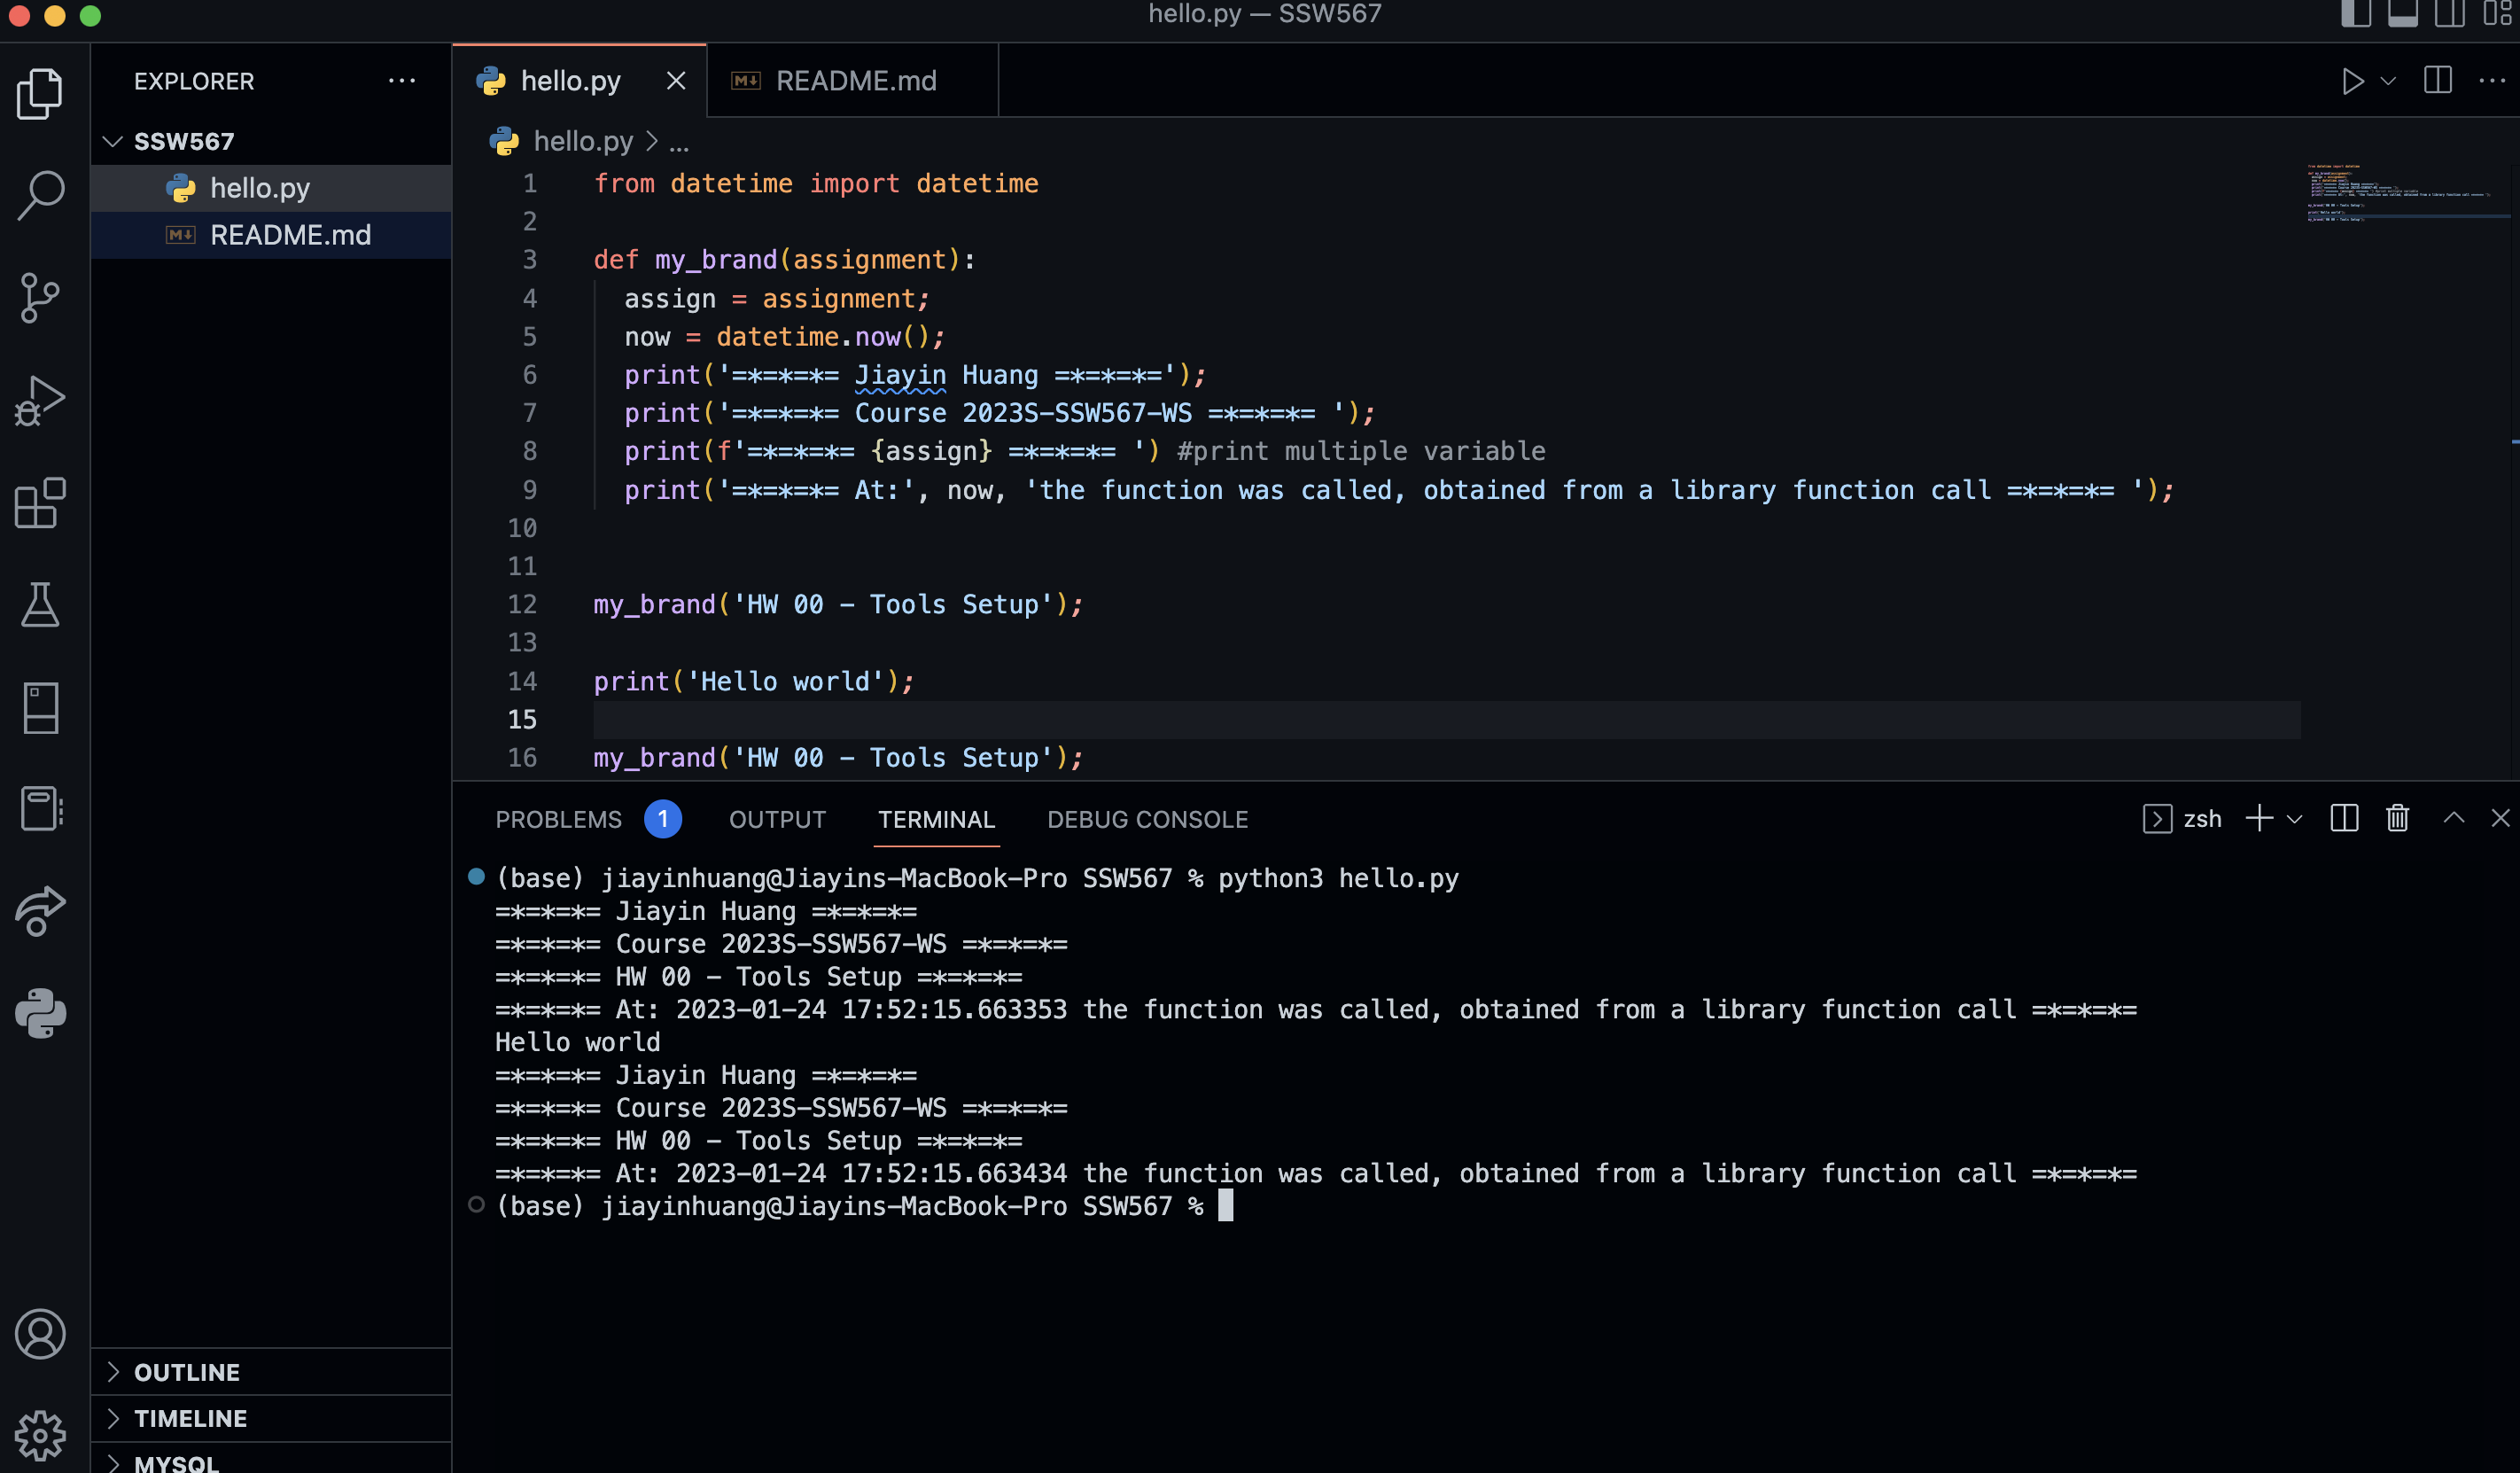 hello.py — SSW567
EXPLORER
SSW567
hello.py
README.md
OUTLINE
TIMELINE
MYSQL
hello.py
README.md
hello.py > ...
1 from datetime import datetime
2
3 def my_brand(assignment):
4 assign = assignment;
5 now = datetime.now();
6 print('=*=*=*= Jiayin Huang =*=*=*=');
7 print('=*=*=*= Course 2023S-SSW567-WS =*=*=*= ');
8 print(f'=*=*=*= {assign} =*=*=*= ') #print multiple variable
9 print('=*=*=*= At:', now, 'the function was called, obtained from a library function call =*=*=*= ');
10
11
12 my_brand('HW 00 - Tools Setup');
13
14 print('Hello world');
15
16 my_brand('HW 00 - Tools Setup');
PROBLEMS 1 OUTPUT TERMINAL DEBUG CONSOLE
zsh
(base) jiayinhuang@Jiayins-MacBook-Pro SSW567 % python3 hello.py
=*=*=*= Jiayin Huang =*=*=*=
=*=*=*= Course 2023S-SSW567-WS =*=*=*=
=*=*=*= HW 00 - Tools Setup =*=*=*=
=*=*=*= At: 2023-01-24 17:52:15.663353 the function was called, obtained from a library function call =*=*=*=
Hello world
=*=*=*= Jiayin Huang =*=*=*=
=*=*=*= Course 2023S-SSW567-WS =*=*=*=
=*=*=*= HW 00 - Tools Setup =*=*=*=
=*=*=*= At: 2023-01-24 17:52:15.663434 the function was called, obtained from a library function call =*=*=*=
(base) jiayinhuang@Jiayins-MacBook-Pro SSW567 %